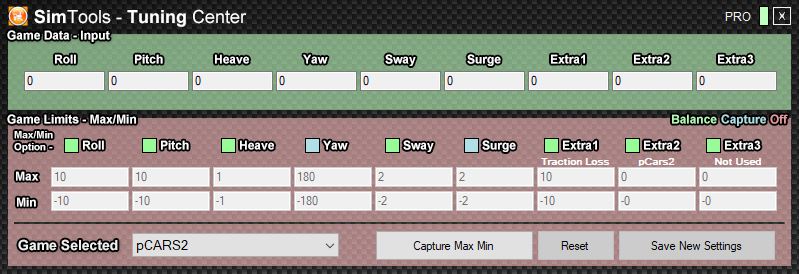 SimTools - Tuning Center PRO X
Game Data - Input
Roll Pitch Heave Yaw Sway Surge Extra1 Extra2 Extra3
0 0 0 0 0 0 0 0 0
Game Limits - Max/Min Balance Capture Off
Max/Min
Option - Roll Pitch Heave Yaw Sway Surge Extra1 Extra2 Extra3
Traction Loss pCars2 Not Used
Max 10 10 1 180 2 2 10 0 0
Min -10 -10 -1 -180 -2 -2 -10 -0 -0
Game Selected pCARS2 Capture Max Min Reset Save New Settings